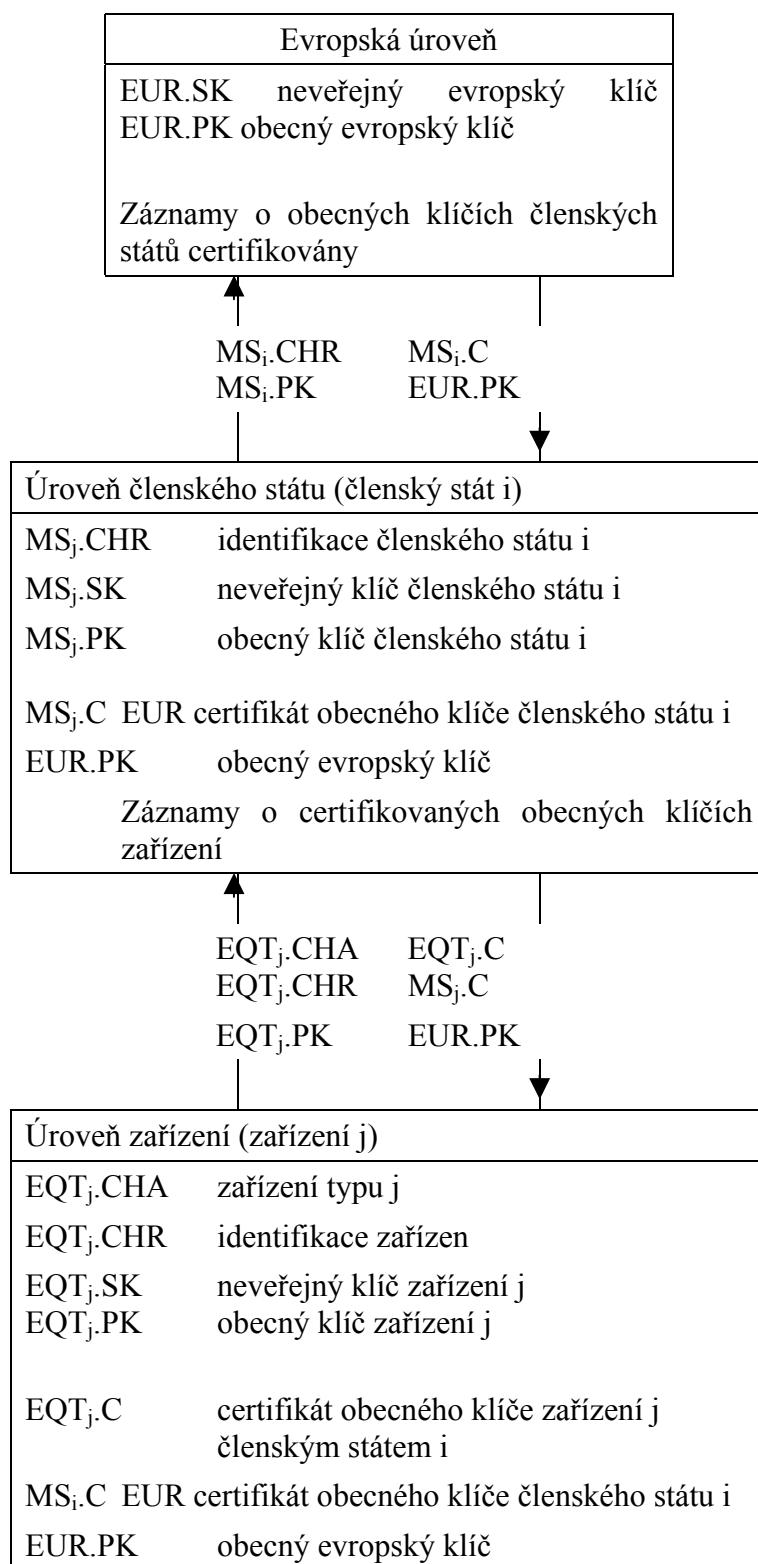 Evropská úroveň
EUR.SK neveřejný evropský klíč
EUR.PK obecný evropský klíč
Záznamy o obecných klíčích členských
států certifikovány
MSi.CHR MSi.C
MSi.PK EUR.PK
Úroveň členského státu (členský stát i)
MSj.CHR identifikace členského státu i
MSj.SK neveřejný klíč členského státu i
MSj.PK obecný klíč členského státu i
MSj.C EUR certifikát obecného klíče členského státu i
EUR.PK obecný evropský klíč
Záznamy o certifikovaných obecných klíčích
zařízení
EQTj.CHA EQTj.C
EQTj.CHR MSj.C
EQTj.PK EUR.PK
Úroveň zařízení (zařízení j)
EQTj.CHA zařízení typu j
EQTj.CHR identifikace zařízen
EQTj.SK neveřejný klíč zařízení j
EQTj.PK obecný klíč zařízení j
EQTj.C certifikát obecného klíče zařízení j
členským státem i
MSi.C EUR certifikát obecného klíče členského státu i
EUR.PK obecný evropský klíč